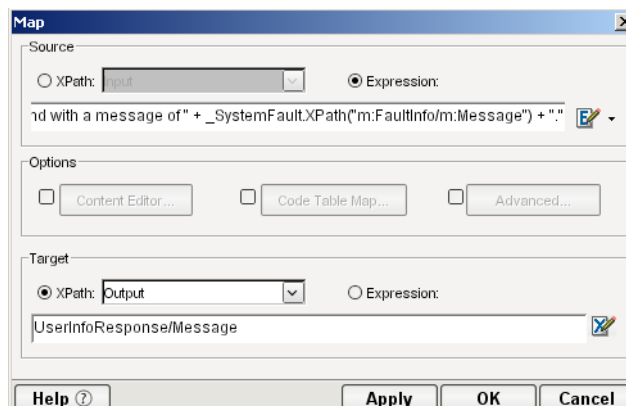 Map
Source
XPath: Input Expression:
nd with a message of" + _SystemFault.XPath("m:FaultInfo/m:Message") + "."
Options
Content Editor... Code Table Map... Advanced...
Target
XPath: Output Expression:
UserInfoResponse/Message
Help ? Apply OK Cancel